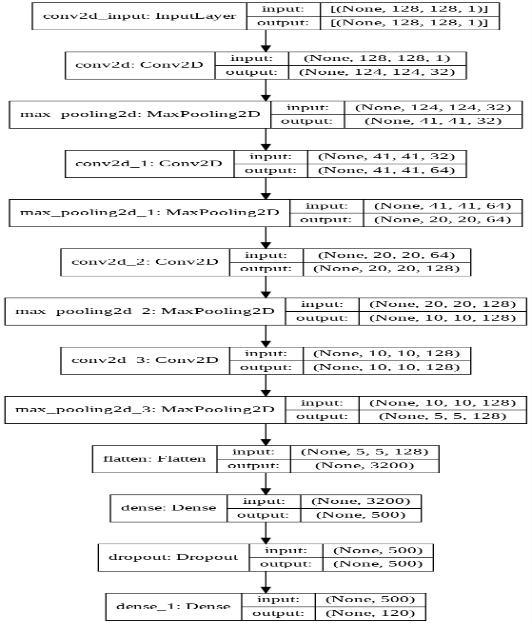 conv2d_input: InputLayer
input: [(None, 128, 128, 1)]
output: [(None, 128, 128, 1)]
conv2d: Conv2D
input: (None, 128, 128, 1)
output: (None, 124, 124, 32)
max_pooling2d: MaxPooling2D
input: (None, 124, 124, 32)
output: (None, 41, 41, 32)
conv2d_1: Conv2D
input: (None, 41, 41, 32)
output: (None, 41, 41, 64)
max_pooling2d_1: MaxPooling2D
input: (None, 41, 41, 64)
output: (None, 20, 20, 64)
conv2d_2: Conv2D
input: (None, 20, 20, 64)
output: (None, 20, 20, 128)
max_pooling2d_2: MaxPooling2D
input: (None, 20, 20, 128)
output: (None, 10, 10, 128)
conv2d_3: Conv2D
input: (None, 10, 10, 128)
output: (None, 10, 10, 128)
max_pooling2d_3: MaxPooling2D
input: (None, 10, 10, 128)
output: (None, 5, 5, 128)
flatten: Flatten
input: (None, 5, 5, 128)
output: (None, 3200)
dense: Dense
input: (None, 3200)
output: (None, 500)
dropout: Dropout
input: (None, 500)
output: (None, 500)
dense_1: Dense
input: (None, 500)
output: (None, 120)